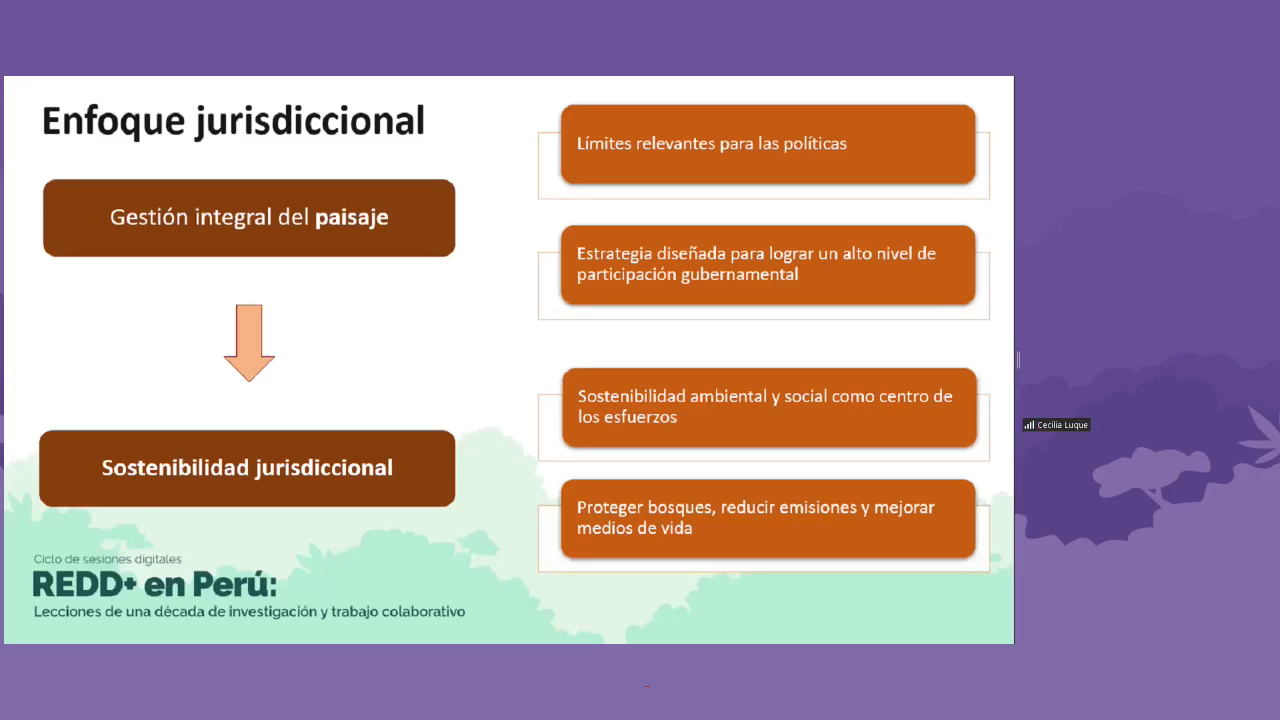 Enfoque jurisdiccional
Gestión integral del paisaje
Sostenibilidad jurisdiccional
Límites relevantes para las políticas
Estrategia diseñada para lograr un alto nivel de
participación gubernamental
Sostenibilidad ambiental y social como centro de
los esfuerzos
Proteger bosques, reducir emisiones y mejorar
medios de vida
Ciclo de sesiones digitales
REDD+ en Perú:
Lecciones de una década de investigación y trabajo colaborativo
Cecilia Luque